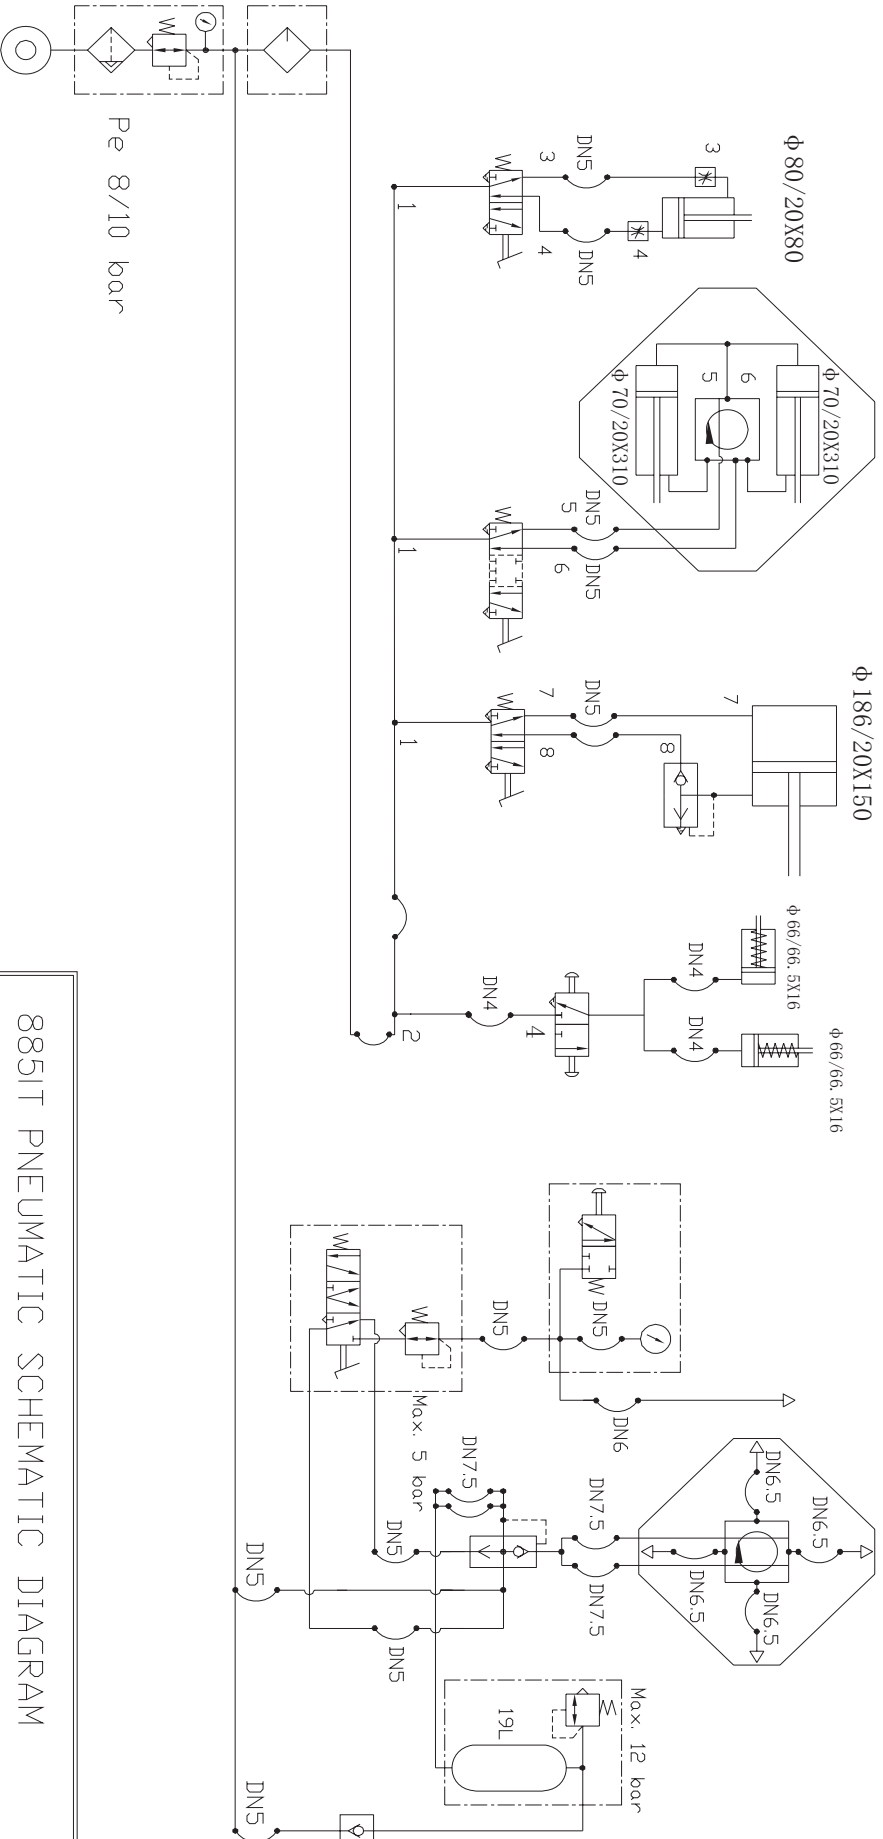 Pe 8/10 bar
φ80/20X80
3
DN5
3
4
DN5
4
1
φ70/20X310
6
5
φ70/20X310
DN5
5
DN5
6
1
φ186/20X150
7
DN5
7
8
8
1
φ66/66.5X16
φ66/66.5X16
DN4
DN4
DN4
4
2
DN5
DN5
DN6
Max. 5 bar
DN7.5
DN6.5
DN6.5
DN6.5
DN6.5
DN7.5
DN7.5
DN5
DN5
DN5
Max. 12 bar
19L
DN5
885IT PNEUMATIC SCHEMATIC DIAGRAM